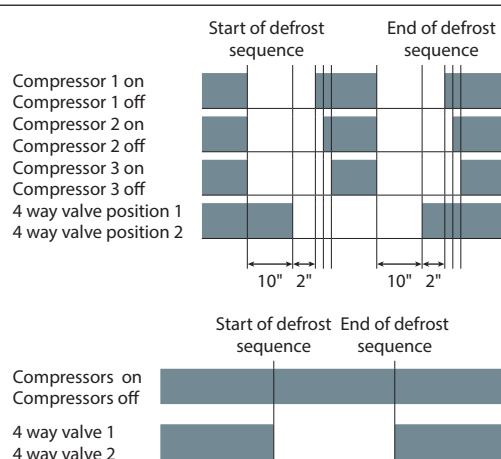 Start of defrost sequence
End of defrost sequence
Compressor 1 on
Compressor 1 off
Compressor 2 on
Compressor 2 off
Compressor 3 on
Compressor 3 off
4 way valve position 1
4 way valve position 2
10" 2" 10" 2"
Start of defrost sequence
End of defrost sequence
Compressors on
Compressors off
4 way valve 1
4 way valve 2